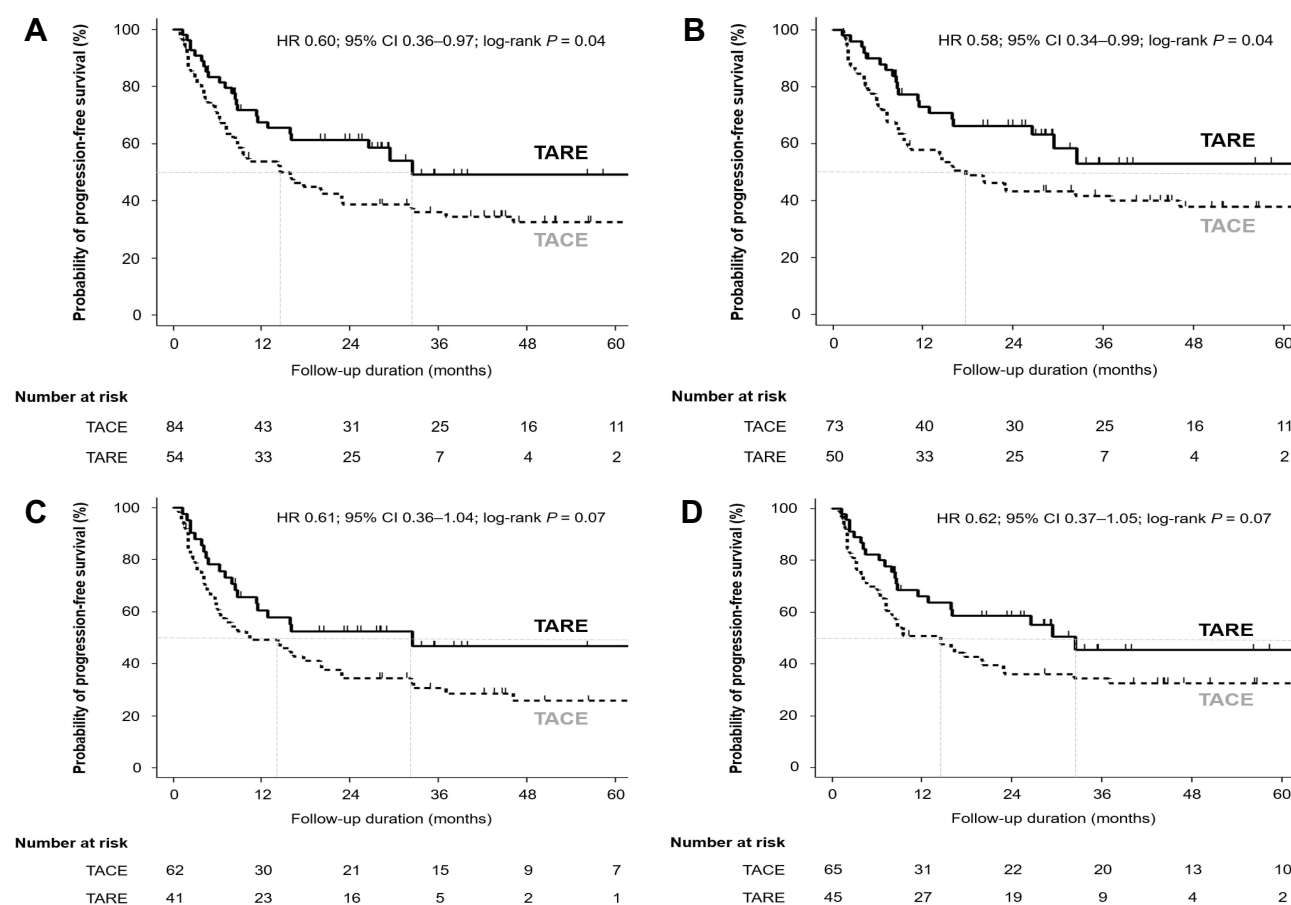 A
Probability of progression-free survival (%)
HR 0.60; 95% CI 0.36–0.97; log-rank P = 0.04
100
80
60
40
20
0
TARE
TACE
0 12 24 36 48 60
Follow-up duration (months)
Number at risk
TACE 84 43 31 25 16 11
TARE 54 33 25 7 4 2
B
Probability of progression-free survival (%)
HR 0.58; 95% CI 0.34–0.99; log-rank P = 0.04
100
80
60
40
20
0
TARE
TACE
0 12 24 36 48 60
Follow-up duration (months)
Number at risk
TACE 73 40 30 25 16 11
TARE 50 33 25 7 4 2
C
Probability of progression-free survival (%)
HR 0.61; 95% CI 0.36–1.04; log-rank P = 0.07
100
80
60
40
20
0
TARE
TACE
0 12 24 36 48 60
Follow-up duration (months)
Number at risk
TACE 62 30 21 15 9 7
TARE 41 23 16 5 2 1
D
Probability of progression-free survival (%)
HR 0.62; 95% CI 0.37–1.05; log-rank P = 0.07
100
80
60
40
20
0
TARE
TACE
0 12 24 36 48 60
Follow-up duration (months)
Number at risk
TACE 65 31 22 20 13 10
TARE 45 27 19 9 4 2